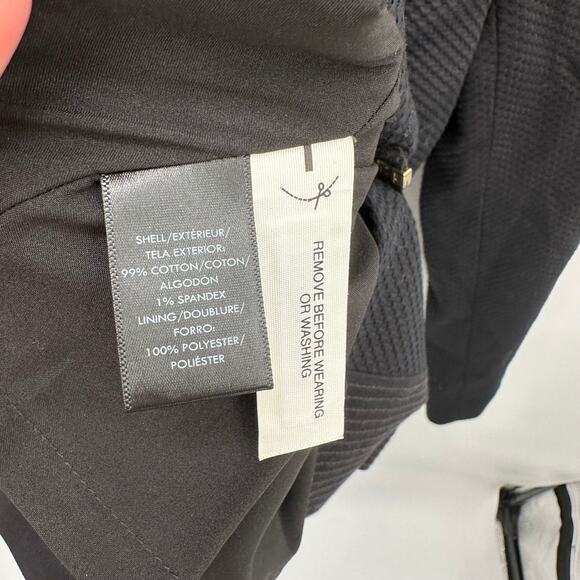 SHELL/EXTÉRIEUR/
TELA EXTERIOR:
99% COTTON/COTON/
ALGODÓN
1% SPANDEX
LINING/DOUBLURE/
FORRO:
100% POLYESTER/
POLIÉSTER
REMOVE BEFORE WEARING
OR WASHING